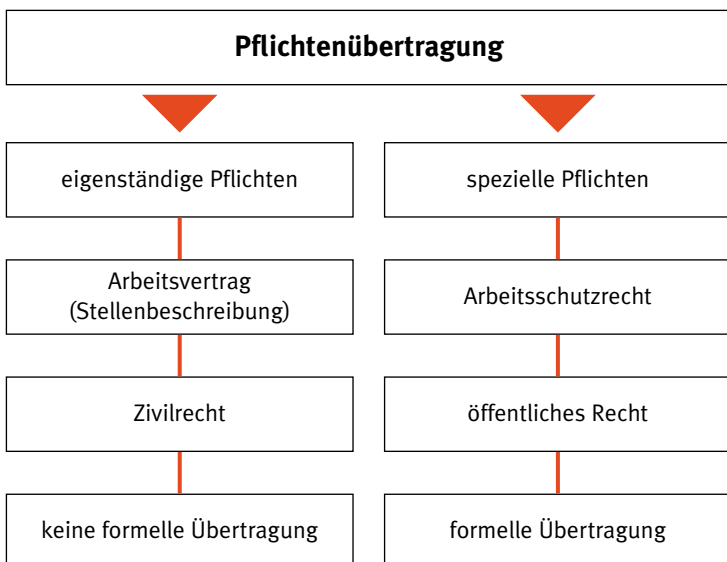 Pflichtenübertragung
eigenständige Pflichten
Arbeitsvertrag
(Stellenbeschreibung)
Zivilrecht
keine formelle Übertragung
spezielle Pflichten
Arbeitsschutzrecht
öffentliches Recht
formelle Übertragung